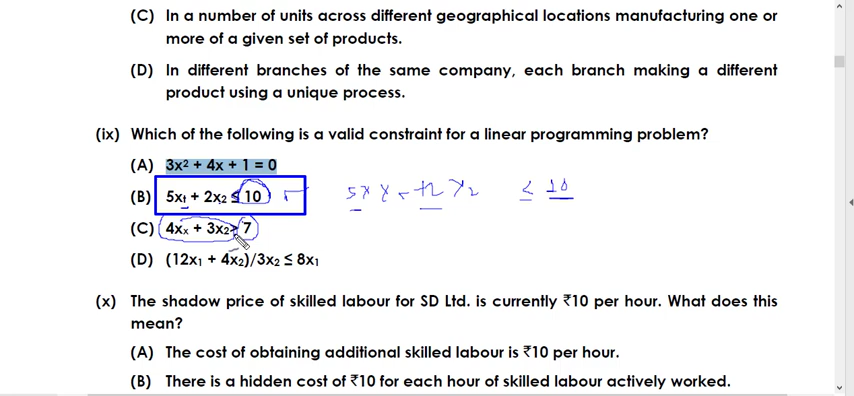 (C) In a number of units across different geographical locations manufacturing one or
more of a given set of products.
(D) In different branches of the same company, each branch making a different
product using a unique process.
(ix) Which of the following is a valid constraint for a linear programming problem?
(A) 3x² + 4x + 1 = 0
(B) 5x₁ + 2x₂ ≤ 10
(C) 4xₓ + 3x₂ > 7
(D) (12x₁ + 4x₂)/3x₂ ≤ 8x₁
(x) The shadow price of skilled labour for SD Ltd. is currently ₹10 per hour. What does this
mean?
(A) The cost of obtaining additional skilled labour is ₹10 per hour.
(B) There is a hidden cost of ₹10 for each hour of skilled labour actively worked.